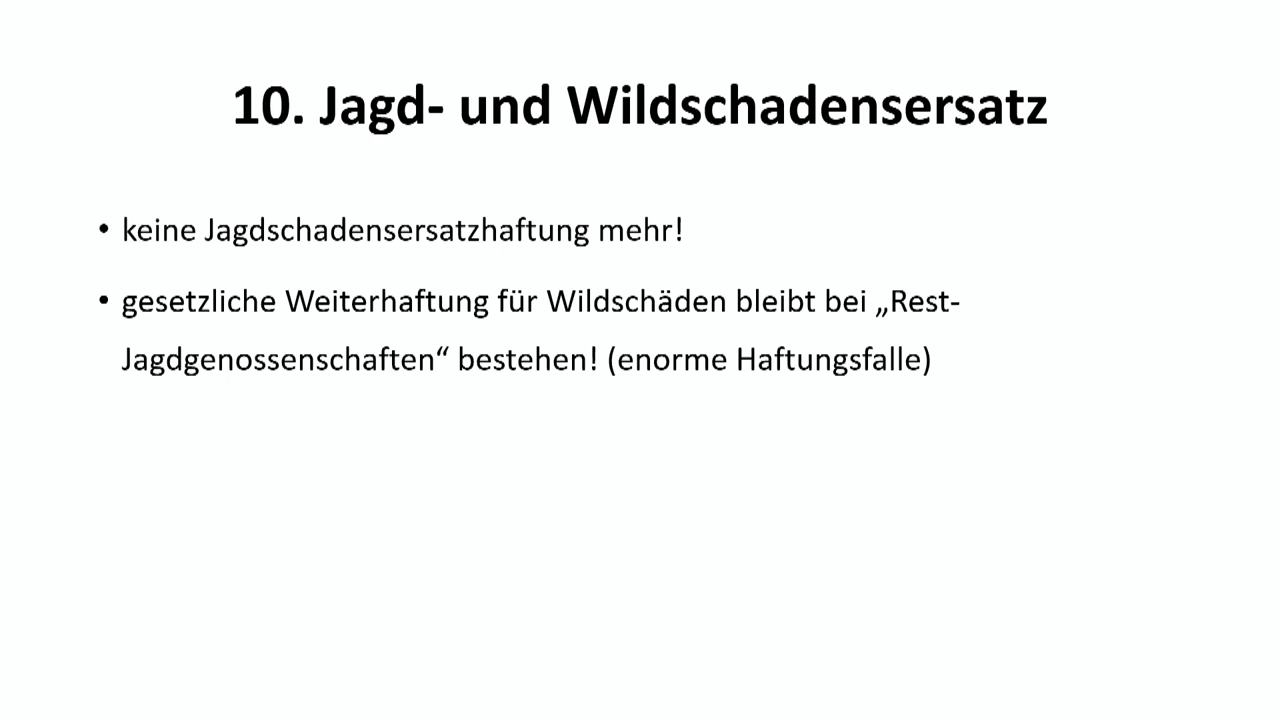 10. Jagd- und Wildschadensersatz
• keine Jagdschadensersatzhaftung mehr!
• gesetzliche Weiterhaftung für Wildschäden bleibt bei „Rest-
Jagdgenossenschaften“ bestehen! (enorme Haftungsfalle)